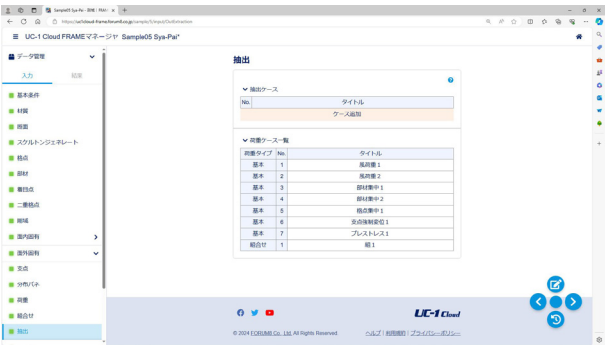 Sample05 Sya-Pai - 面内 - FRAM
https://uc1cloud-frame.forum8.co.jp/sample/5/input/OutExtraction
UC-1 Cloud FRAMEマネージャ Sample05 Sya-Pai*
データ管理
入力 結果
基本条件
材質
断面
スケルトンジェネレート
格点
部材
着目点
二重格点
剛域
面内固有
面外固有
支点
分布バネ
荷重
組合せ
抽出
抽出
抽出ケース
No. タイトル
ケース追加
荷重ケース一覧
荷重タイプ No. タイトル
基本 1 風荷重1
基本 2 風荷重2
基本 3 部材集中1
基本 4 部材集中2
基本 5 格点集中1
基本 6 支点強制変位1
基本 7 プレストレス1
組合せ 1 組1
UC-1 Cloud
© 2024 FORUM8 Co., Ltd. All Rights Reserved.
ヘルプ | 利用規約 | プライバシーポリシー